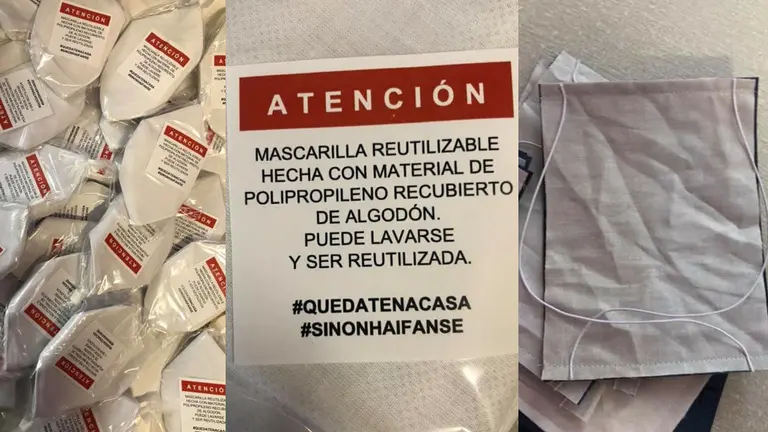 ATENCIÓN
MASCARILLA REUTILIZABLE
HECHA CON MATERIAL DE
POLIPROPILENO RECUBIERTO
DE ALGODÓN.
PUEDE LAVARSE
Y SER REUTILIZADA.
#QUEDATENACASA
#SINONHAIFANSE